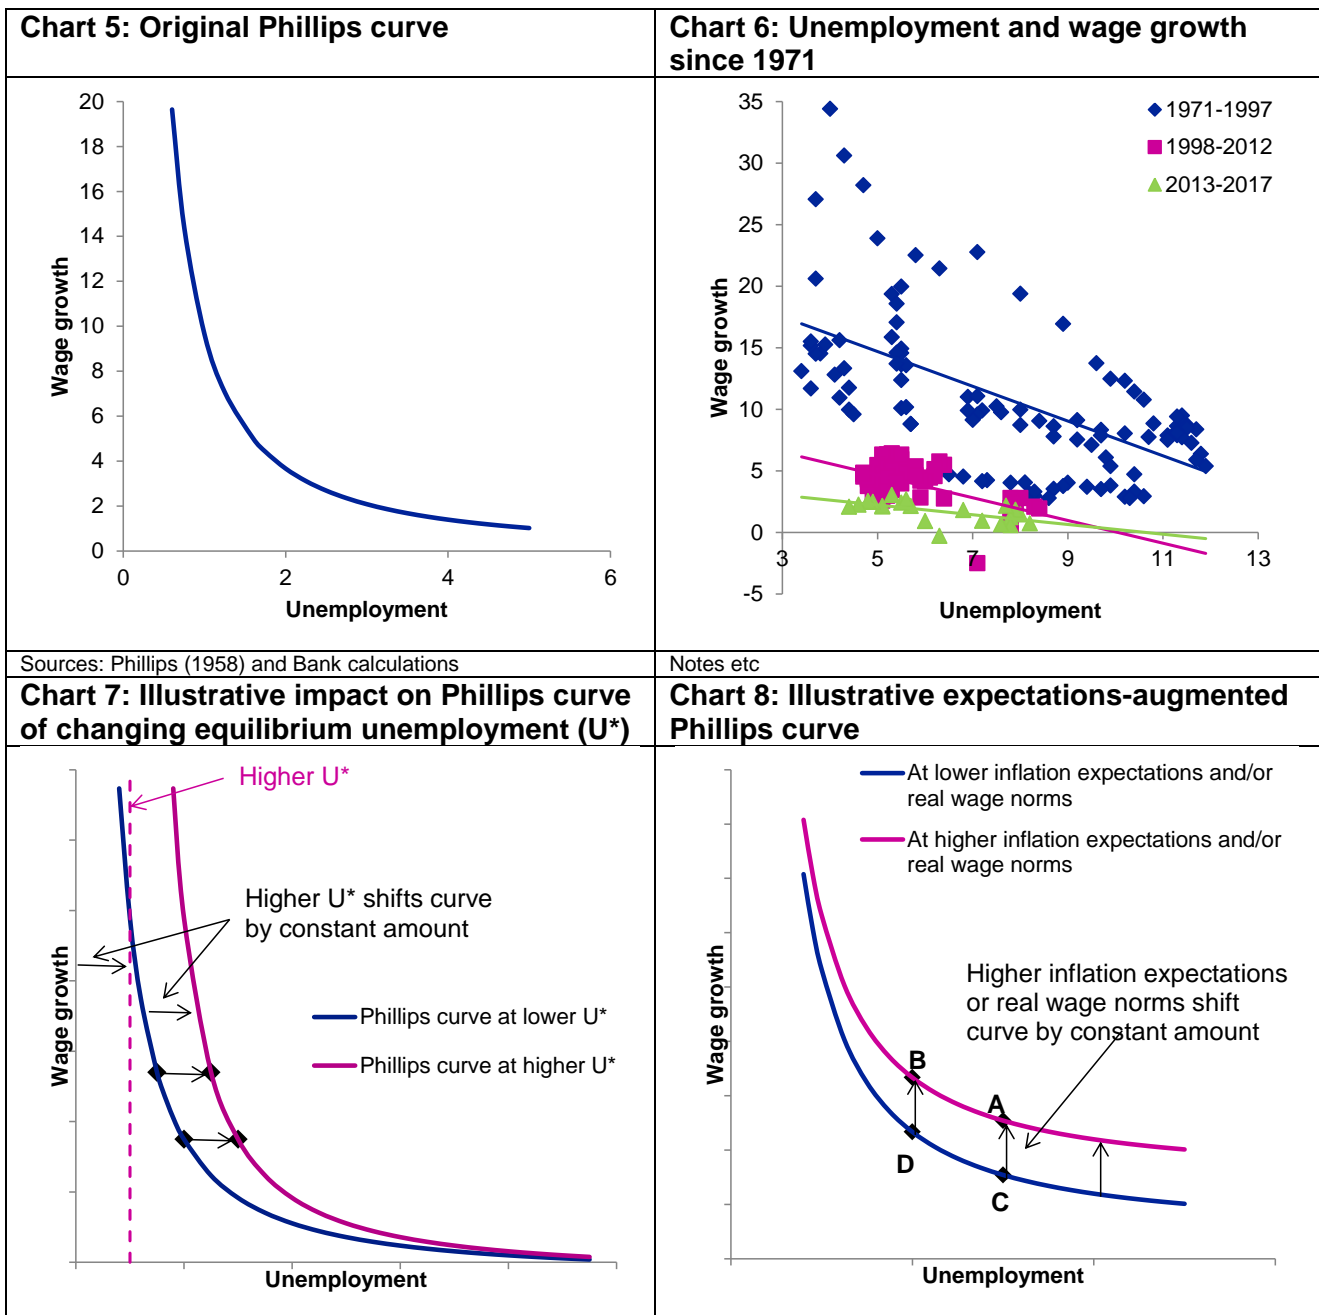 Chart 5: Original Phillips curve
20
18
16
14
12
10
8
6
4
2
0
Wage growth
0 2 4 6
Unemployment
Sources: Phillips (1958) and Bank calculations
Chart 6: Unemployment and wage growth
since 1971
35
30
25
20
15
10
5
0
-5
Wage growth
1971-1997
1998-2012
2013-2017
3 5 7 9 11 13
Unemployment
Notes etc
Chart 7: Illustrative impact on Phillips curve
of changing equilibrium unemployment (U*)
Higher U*
Higher U* shifts curve
by constant amount
Wage growth
Phillips curve at lower U*
Phillips curve at higher U*
Unemployment
Chart 8: Illustrative expectations-augmented
Phillips curve
At lower inflation expectations and/or
real wage norms
At higher inflation expectations and/or
real wage norms
Higher inflation expectations
or real wage norms shift
curve by constant amount
Wage growth
B
A
D
C
Unemployment